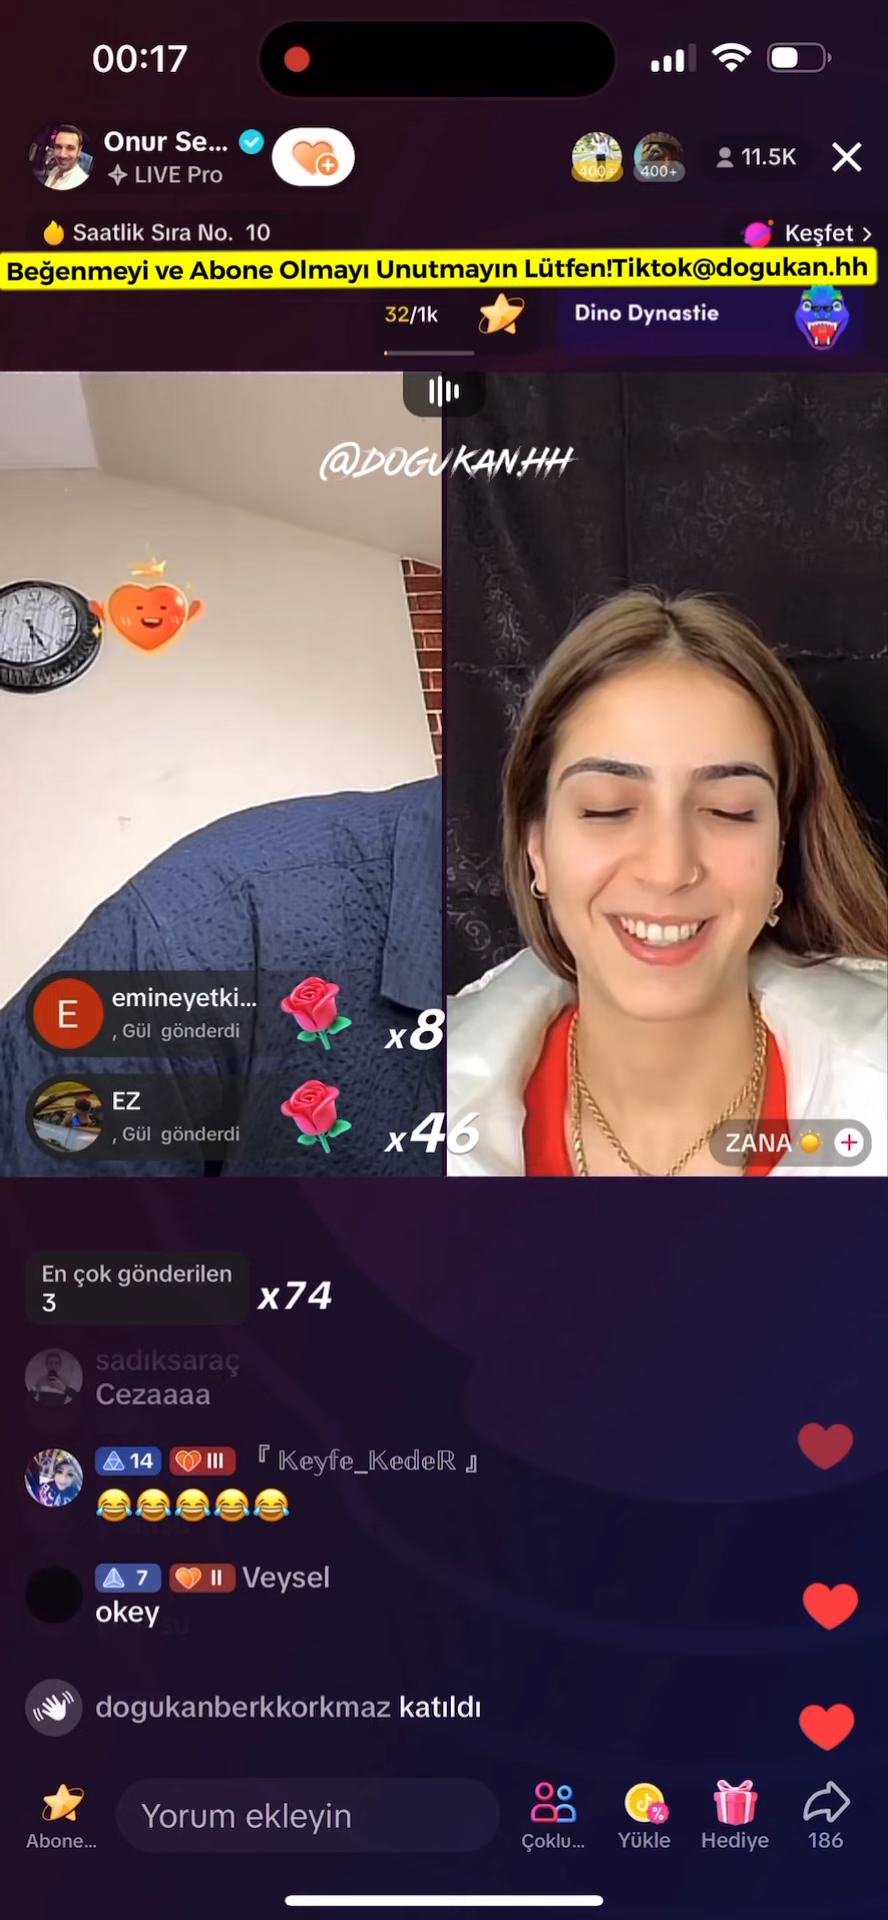 00:17
Onur Se...
LIVE Pro
400+
400+
11.5K
Saatlik Sıra No. 10
Keşfet >
Beğenmeyi ve Abone Olmayı Unutmayın Lütfen!Tiktok@dogukan.hh
32/1k
Dino Dynastie
@DOGUKAN.HH
E
emineyetki...
, Gül gönderdi
x8
EZ
, Gül gönderdi
x46
ZANA
En çok gönderilen
3
x74
sadıksaraç
Cezaaaa
14 III 『 𝕂𝕖𝕪𝕗𝕖_𝕂𝕖𝕕𝕖ℝ 』
😂😂😂😂😂
7 II Veysel
okey
dogukanberkkorkmaz katıldı
Abone...
Yorum ekleyin
Çoklu...
Yükle
Hediye
186